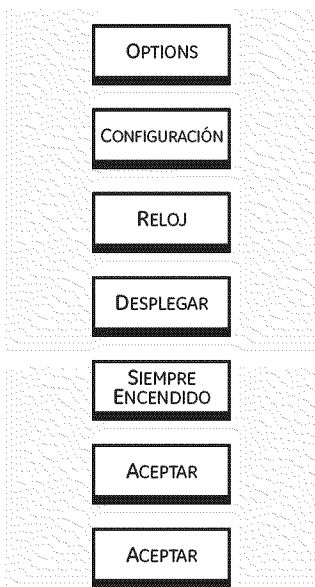 OPTIONS
CONFIGURACIÓN
RELOJ
DESPLEGAR
SIEMPRE
ENCENDIDO
ACEPTAR
ACEPTAR